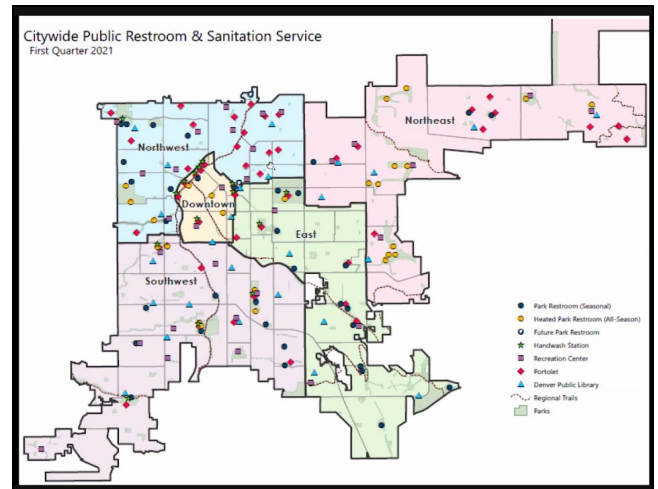 Citywide Public Restroom & Sanitation Service
First Quarter 2021
Northeast
Northwest
Downtown
East
Southwest
Park Restroom (Seasonal)
Heated Park Restroom (All-Season)
Future Park Restroom
Handwash Station
Recreation Center
Portolet
Denver Public Library
Regional Trails
Parks